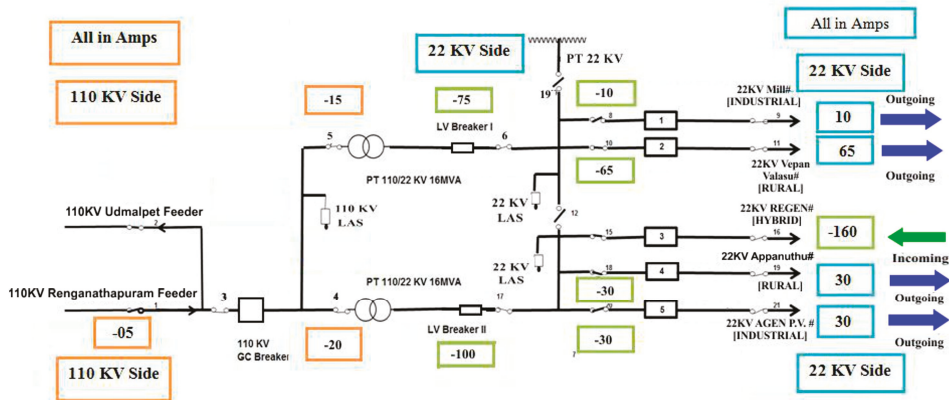 All in Amps
110 KV Side
22 KV Side
PT 22 KV
19
All in Amps
22 KV Side
-15
-75
-10
22KV Mill#.
[INDUSTRIAL]
10
Outgoing
LV Breaker I
5
6
8
1
9
10
2
11
65
Outgoing
PT 110/22 KV 16MVA
-65
22KV Vepan
Valasu#
[RURAL]
110 KV
LAS
22 KV
LAS
12
22KV REGEN#
[HYBRID]
110KV Udmalpet Feeder
2
15
3
16
-160
Incoming
22 KV
LAS
22KV Appanuthu#
18
4
19
[RURAL]
30
Outgoing
110KV Renganathapuram Feeder
PT 110/22 KV 16MVA
-30
1
3
4
17
5
21
30
Outgoing
-05
110 KV
GC Breaker
-20
LV Breaker II
-100
-30
22KV AGEN P.V. #
[INDUSTRIAL]
110 KV Side
22 KV Side